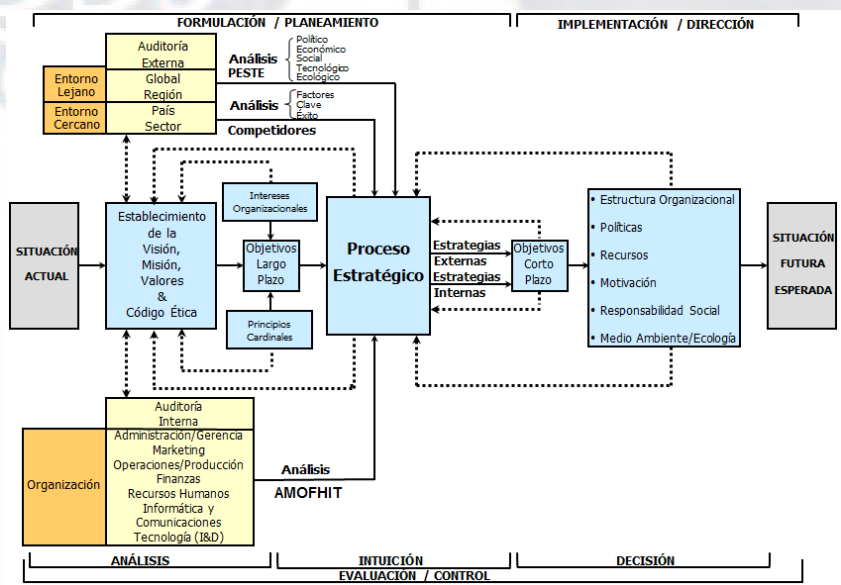 FORMULACIÓN / PLANEAMIENTO
IMPLEMENTACIÓN / DIRECCIÓN
Auditoría
Externa
Entorno
Lejano
Global
Región
Entorno
Cercano
País
Sector
Análisis
PESTE
Político
Económico
Social
Tecnológico
Ecológico
Análisis
Factores
Clave
Éxito
Competidores
SITUACIÓN
ACTUAL
Establecimiento
de la
Visión,
Misión,
Valores
&
Código Ética
Intereses
Organizacionales
Objetivos
Largo
Plazo
Principios
Cardinales
Proceso
Estratégico
Estrategias
Externas
Estrategias
Internas
Objetivos
Corto
Plazo
• Estructura Organizacional
• Políticas
• Recursos
• Motivación
• Responsabilidad Social
• Medio Ambiente/Ecología
SITUACIÓN
FUTURA
ESPERADA
Auditoría
Interna
Organización
Administración/Gerencia
Marketing
Operaciones/Producción
Finanzas
Recursos Humanos
Informática y
Comunicaciones
Tecnología (I&D)
Análisis
AMOFHIT
ANÁLISIS
INTUICIÓN
DECISIÓN
EVALUACIÓN / CONTROL